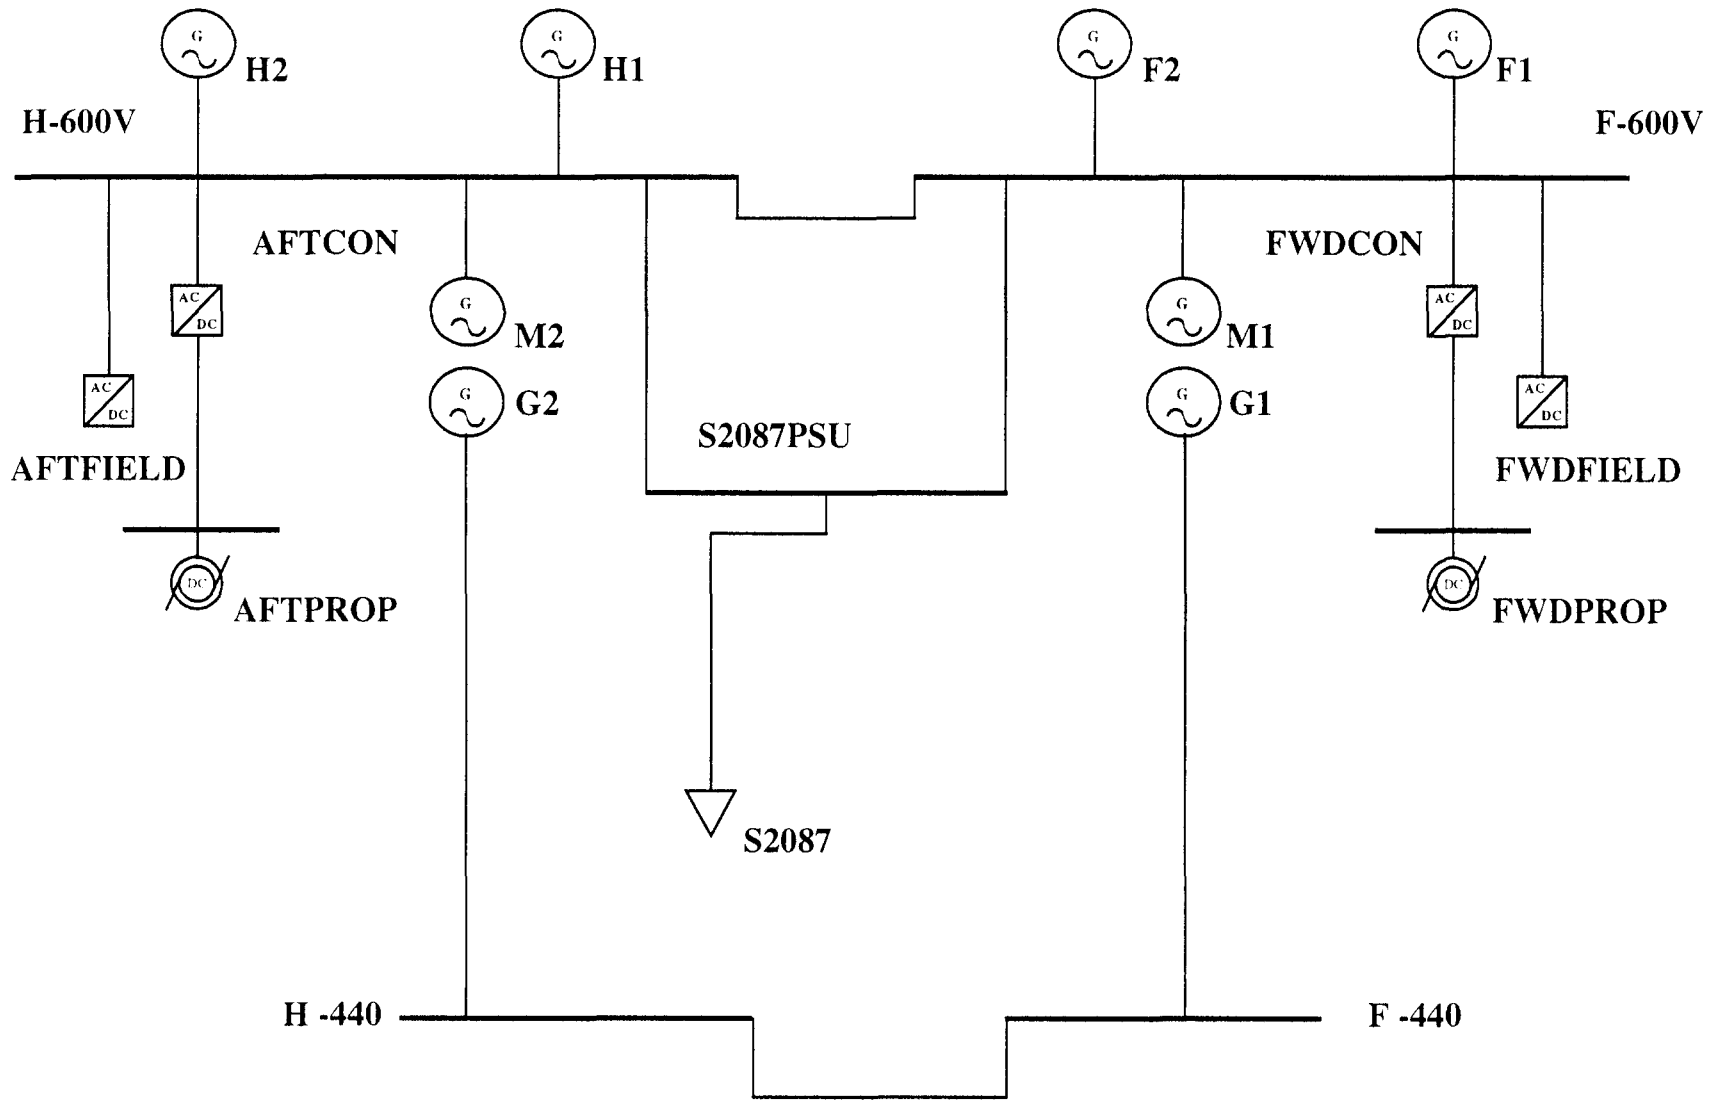 G
G
G
G
H2
H1
F2
F1
H-600V
F-600V
AFTCON
FWDCON
AC
DC
G
G
AC
DC
M2
M1
AC
DC
G
G2
G
G1
AC
DC
S2087PSU
AFTFIELD
FWDFIELD
DC
AFTPROP
DC
FWDPROP
S2087
H -440
F -440